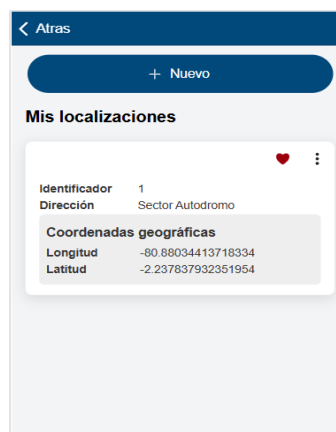 Atras
+ Nuevo
Mis localizaciones
Identificador 1
Dirección Sector Autodromo
Coordenadas geográficas
Longitud -80.88034413718334
Latitud -2.237837932351954